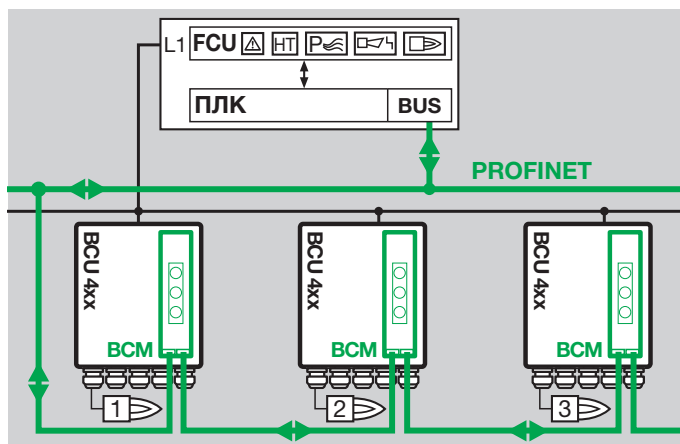 L1 FCU HT P
ПЛК BUS
PROFINET
BCU 4xx BCU 4xx BCU 4xx
BCM BCM BCM
1 2 3